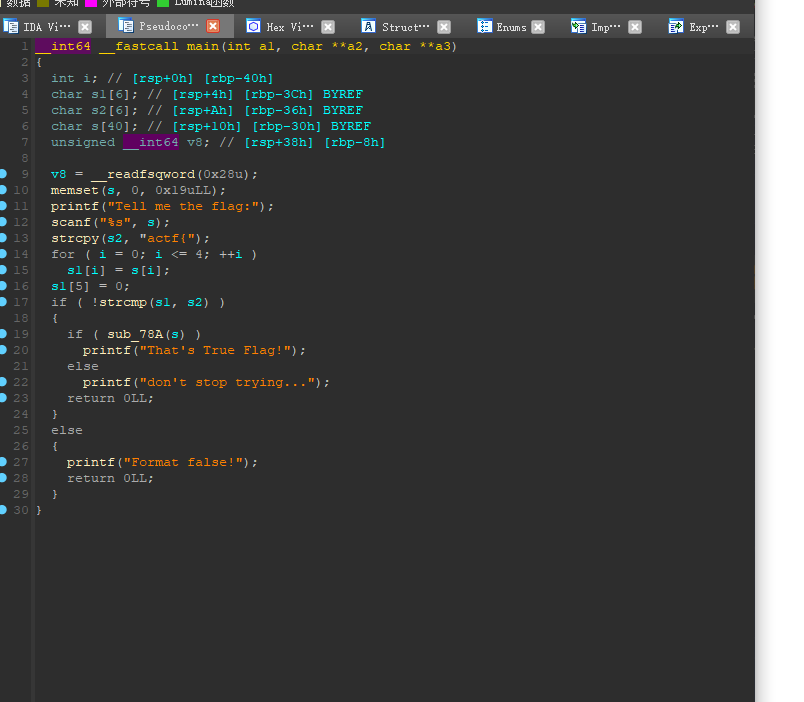 数据 未知 外部符号 Lumina函数
IDA Vi··· Pseudoco··· Hex Vi··· Struct··· Enums Imp··· Exp···
1 __int64 __fastcall main(int a1, char **a2, char **a3)
2 {
3   int i; // [rsp+0h] [rbp-40h]
4   char s1[6]; // [rsp+4h] [rbp-3Ch] BYREF
5   char s2[6]; // [rsp+Ah] [rbp-36h] BYREF
6   char s[40]; // [rsp+10h] [rbp-30h] BYREF
7   unsigned __int64 v8; // [rsp+38h] [rbp-8h]
8
9   v8 = __readfsqword(0x28u);
10   memset(s, 0, 0x19uLL);
11   printf("Tell me the flag:");
12   scanf("%s", s);
13   strcpy(s2, "actf{");
14   for ( i = 0; i <= 4; ++i )
15     s1[i] = s[i];
16   s1[5] = 0;
17   if ( !strcmp(s1, s2) )
18   {
19     if ( sub_78A(s) )
20       printf("That's True Flag!");
21     else
22       printf("don't stop trying...");
23     return 0LL;
24   }
25   else
26   {
27     printf("Format false!");
28     return 0LL;
29   }
30 }